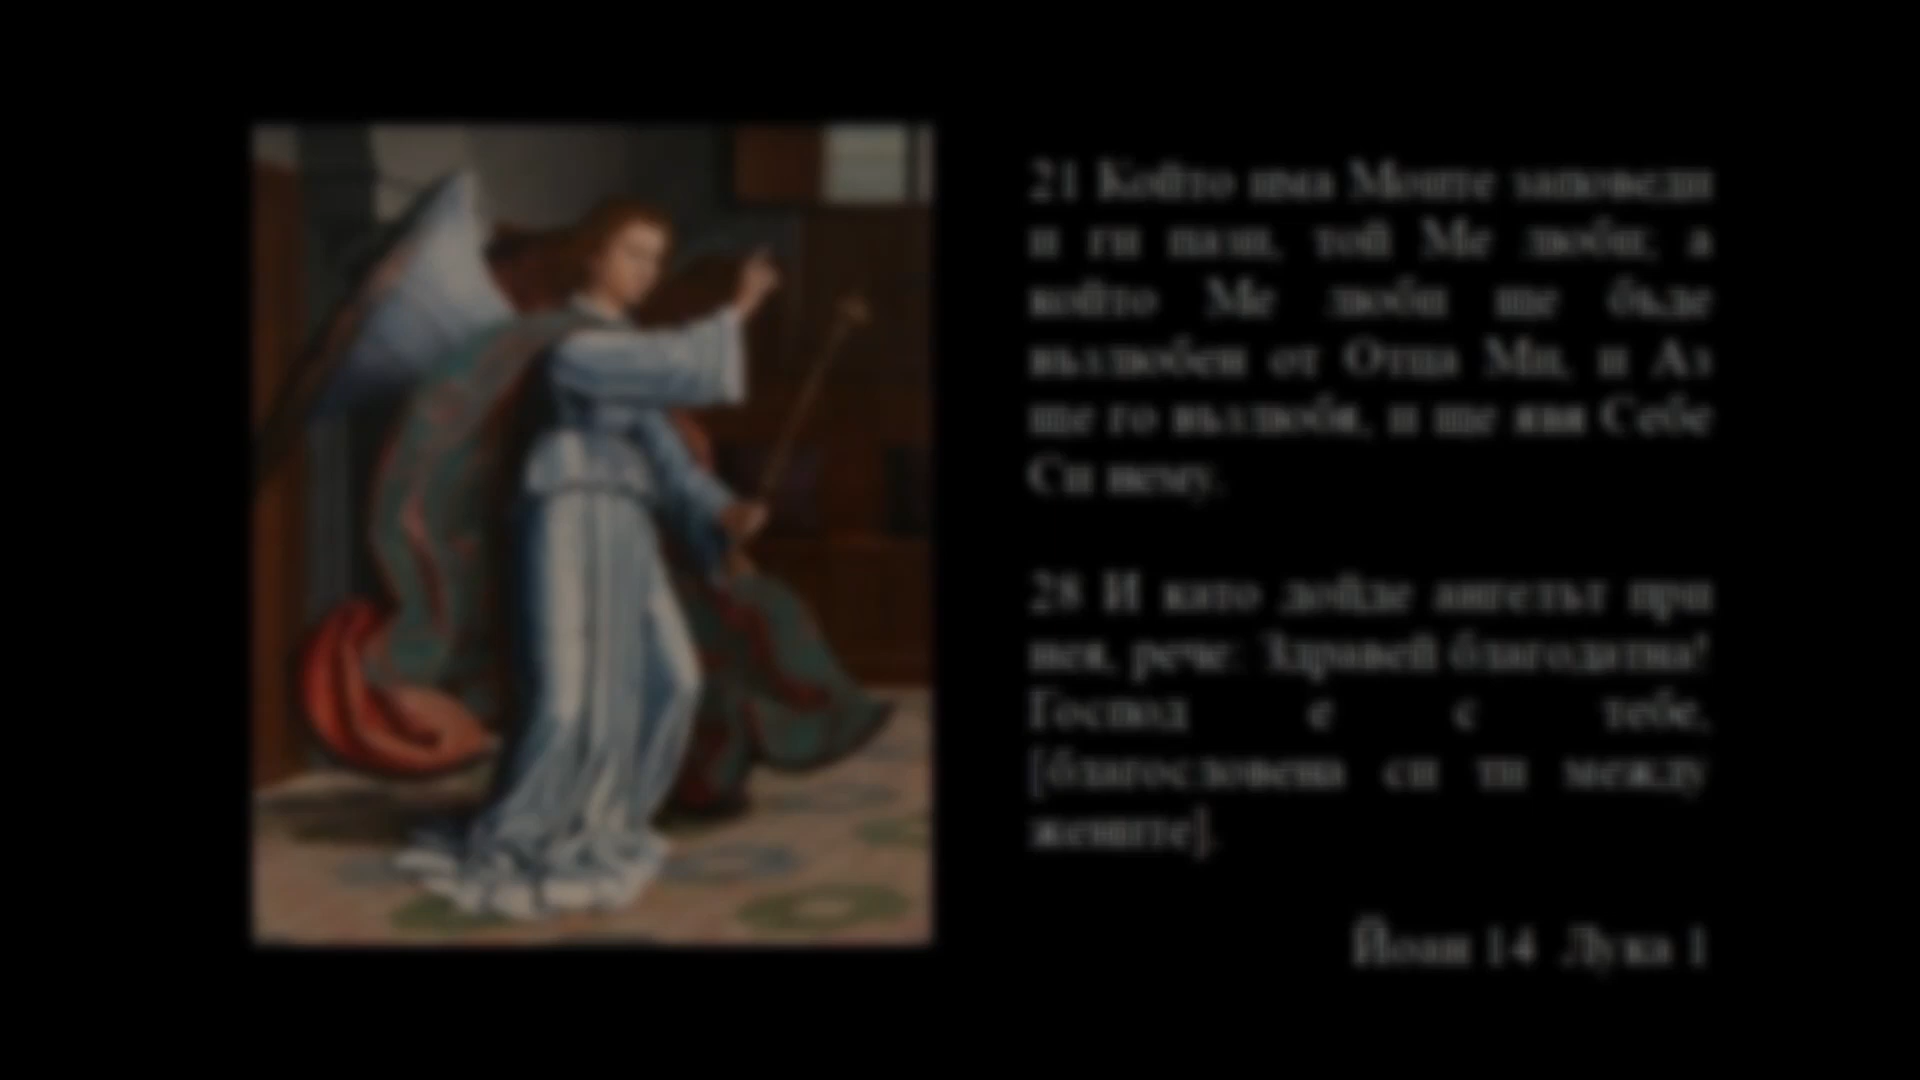 21 Който има Моите заповеди
и ги пази, той Ме люби; а
който Ме люби ще бъде
възлюбен от Отца Ми, и Аз
ще го възлюбя, и ще явя Себе
Си нему.
28 И като дойде ангелът при
нея, рече: Здравей благодатна!
Господ е с тебе,
[благословена си ти между
жените].
Йоан 14 Лука 1